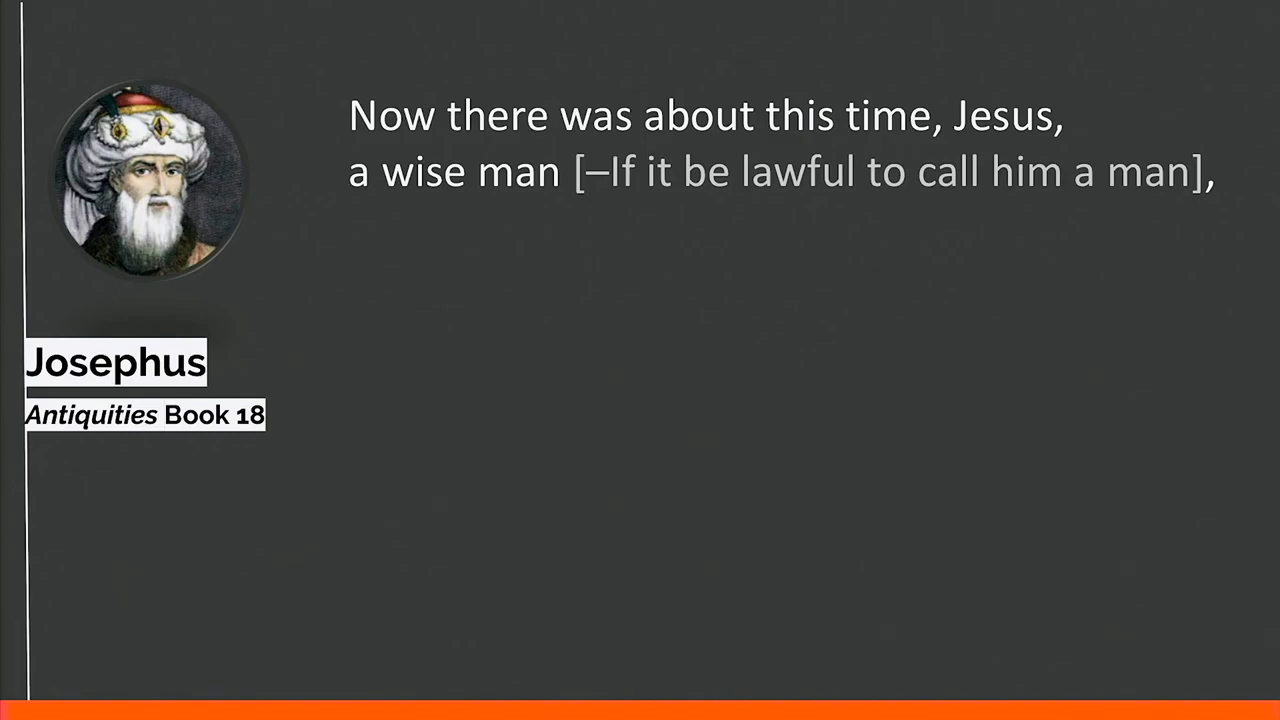 Now there was about this time, Jesus,
a wise man [–If it be lawful to call him a man],
Josephus
Antiquities Book 18